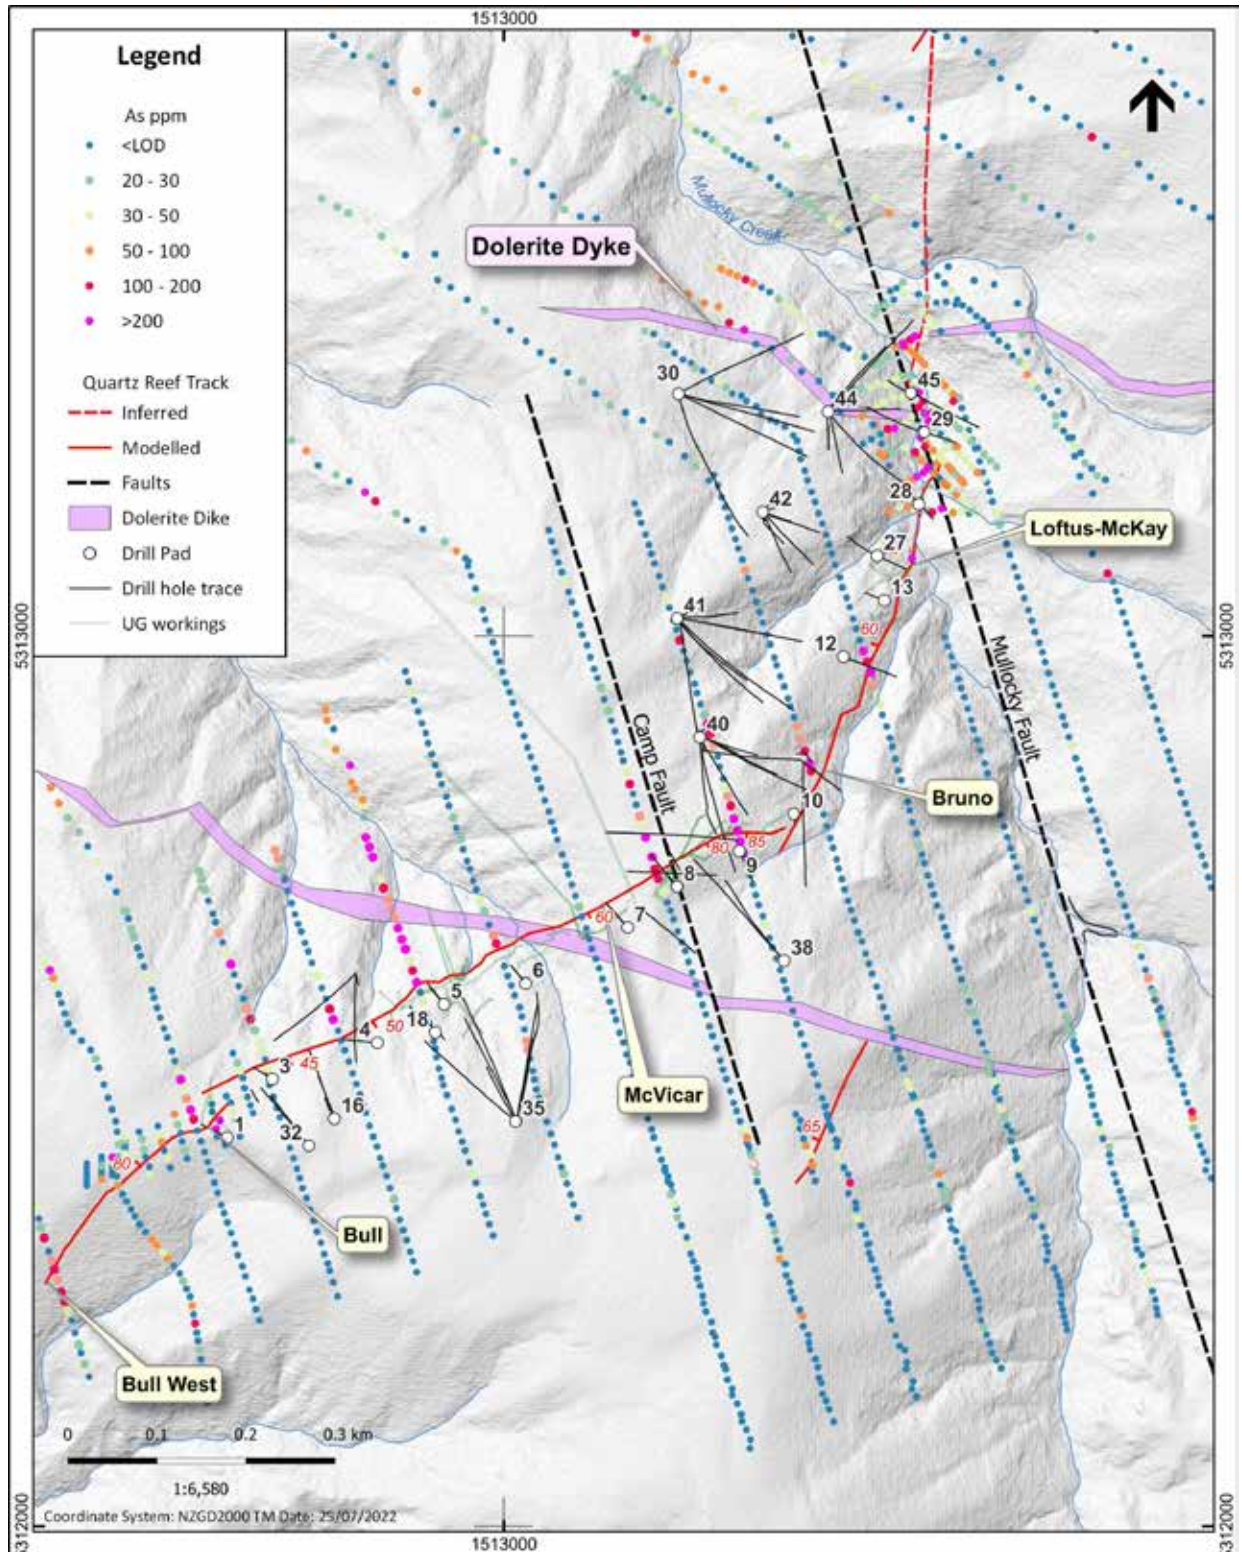 1513000
Legend
As ppm
<LOD
20 - 30
30 - 50
50 - 100
100 - 200
>200
Quartz Reef Track
Inferred
Modelled
Faults
Dolerite Dike
Drill Pad
Drill hole trace
UG workings
Mullocky Creek
Dolerite Dyke
30
44
45
29
28
42
Loftus-McKay
27
13
41
60
12
5313000
5313000
Mullocky Fault
Camp Fault
40
Bruno
10
80
85
9
8
60
7
38
6
5
50
18
4
45
3
McVicar
16
35
1
32
65
80
Bull
Bull West
0 0.1 0.2 0.3 km
1:6,580
Coordinate System: NZGD2000 TM Date: 25/07/2022
5312000
5312000
1513000